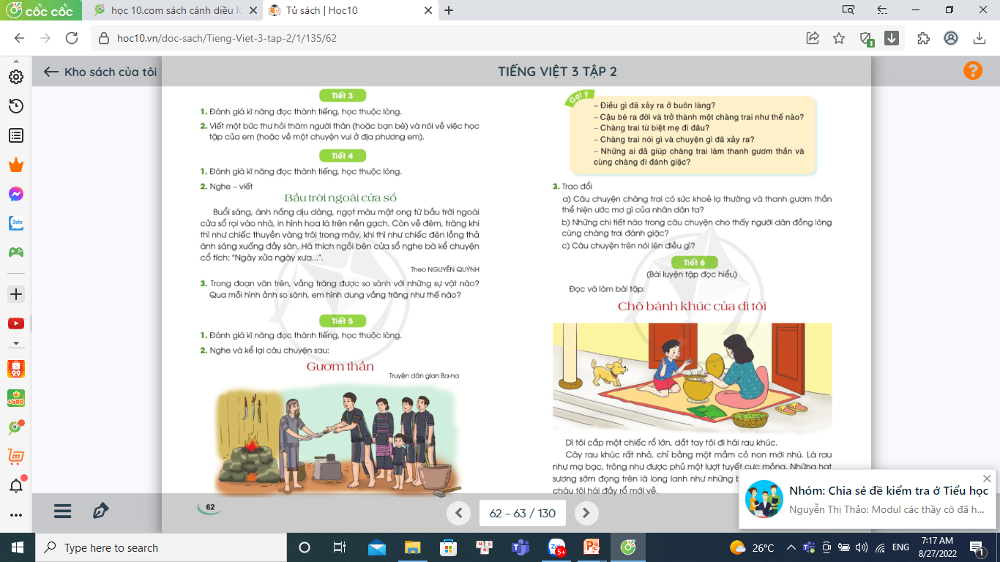 cốc cốc
học 10.com sách cánh diều lớ
Tủ sách | Hoc10
hoc10.vn/doc-sach/Tieng-Viet-3-tap-2/1/135/62
1
Kho sách của tôi
TIẾNG VIỆT 3 TẬP 2
?
Tiết 3
1. Đánh giá kĩ năng đọc thành tiếng, học thuộc lòng.
2. Viết một bức thư hỏi thăm người thân (hoặc bạn bè) và nói về việc học
tập của em (hoặc về một chuyện vui ở địa phương em).
Tiết 4
1. Đánh giá kĩ năng đọc thành tiếng, học thuộc lòng.
2. Nghe – viết
Bầu trời ngoài cửa sổ
Buổi sáng, ánh nắng dịu dàng, ngọt màu mật ong từ bầu trời ngoài
cửa sổ rọi vào nhà, in hình hoa lá trên nền gạch. Còn về đêm, trăng khi
thì như chiếc thuyền vàng trôi trong mây, khi thì như chiếc đèn lồng thả
ánh sáng xuống đầy sân. Hà thích ngồi bên cửa sổ nghe bà kể chuyện
cổ tích: “Ngày xửa ngày xưa...”.
Theo NGUYỄN QUỲNH
3. Trong đoạn văn trên, vầng trăng được so sánh với những sự vật nào?
Qua mỗi hình ảnh so sánh, em hình dung vầng trăng như thế nào?
Tiết 5
1. Đánh giá kĩ năng đọc thành tiếng, học thuộc lòng.
2. Nghe và kể lại câu chuyện sau:
Gươm thần
Truyện dân gian Ba-na
62
Gợi ý
– Điều gì đã xảy ra ở buôn làng?
– Cậu bé ra đời và trở thành một chàng trai như thế nào?
– Chàng trai từ biệt mẹ đi đâu?
– Chàng trai nói gì và chuyện gì đã xảy ra?
– Những ai đã giúp chàng trai làm thanh gươm thần và
cùng chàng đi đánh giặc?
3. Trao đổi
a) Câu chuyện chàng trai có sức khoẻ lạ thường và thanh gươm thần
thể hiện ước mơ gì của nhân dân ta?
b) Những chi tiết nào trong câu chuyện cho thấy người dân đồng lòng
cùng chàng trai đánh giặc?
c) Câu chuyện trên nói lên điều gì?
Tiết 6
(Bài luyện tập đọc hiểu)
Đọc và làm bài tập:
Chõ bánh khúc của dì tôi
Dì tôi cắp một chiếc rổ lớn, dắt tay tôi đi hái rau khúc.
Cây rau khúc rất nhỏ, chỉ bằng một mầm cỏ non mới nhú. Lá rau
như mạ bạc, trông như được phủ một lượt tuyết cực mỏng. Những hạt
sương sớm đọng trên lá long lanh như những
cháu tôi hái đầy rổ mới về.
62 - 63 / 130
Nhóm: Chia sẻ đề kiểm tra ở Tiểu học
Nguyễn Thị Thảo: Modul các thầy cô đã h...
Zalo
99
+500
Type here to search
Zalo
5+
26°C
ENG
7:17 AM
8/27/2022
1